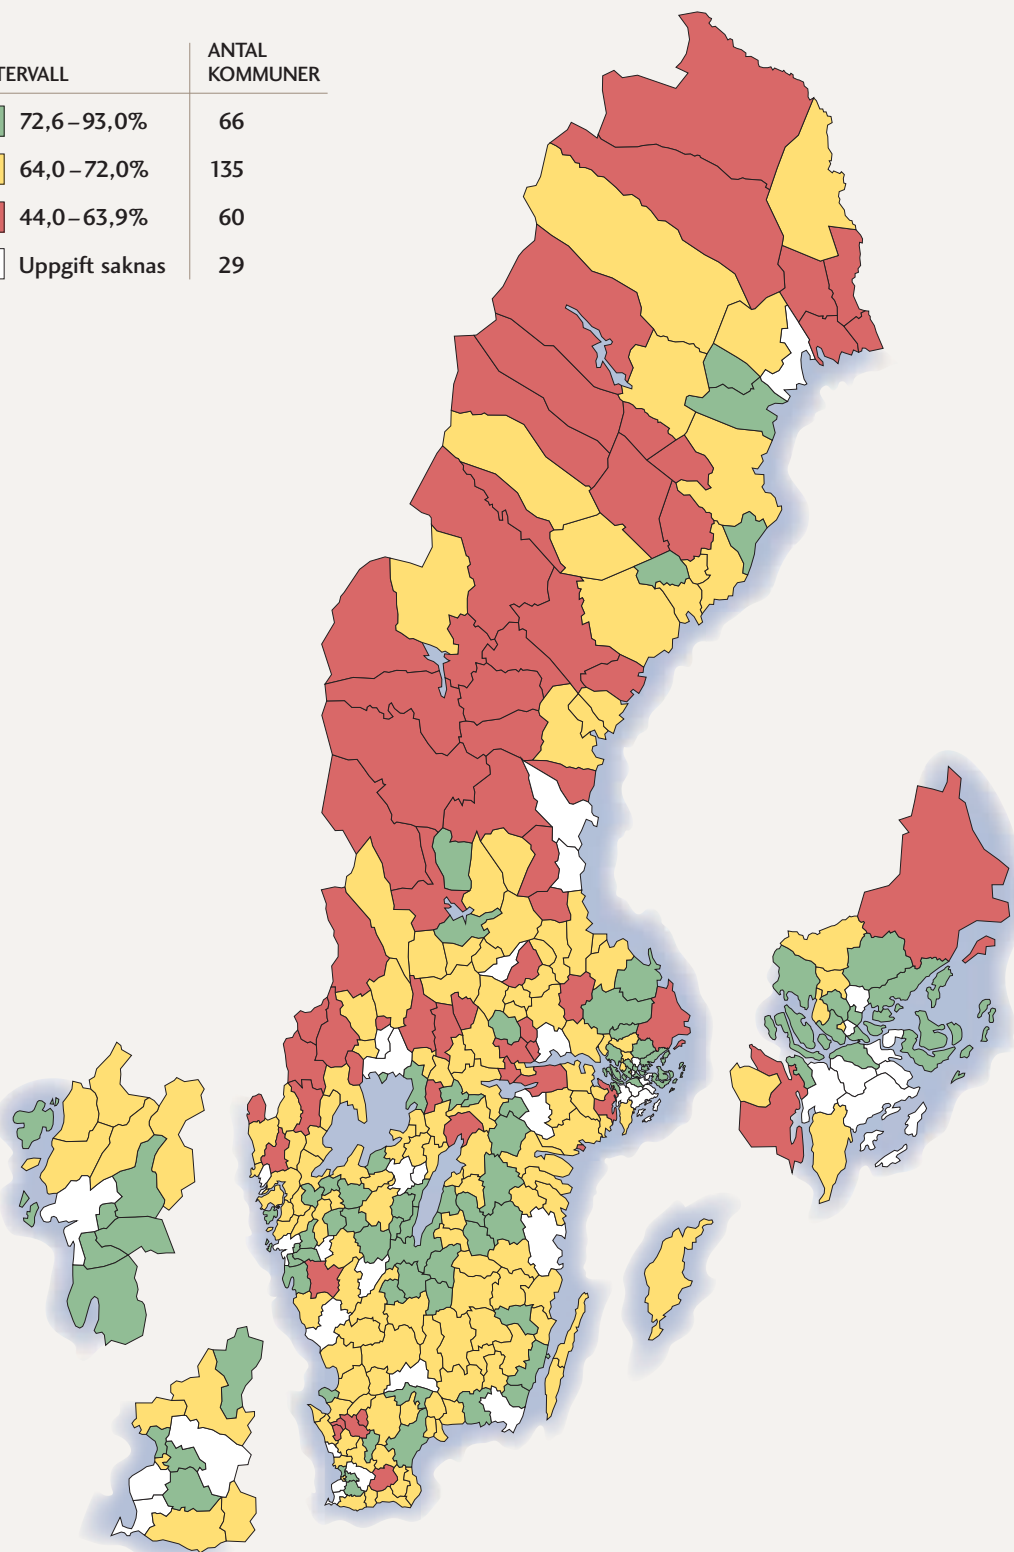 TERVALL
ANTAL
KOMMUNER
72,6–93,0% 66
64,0–72,0% 135
44,0–63,9% 60
Uppgift saknas 29